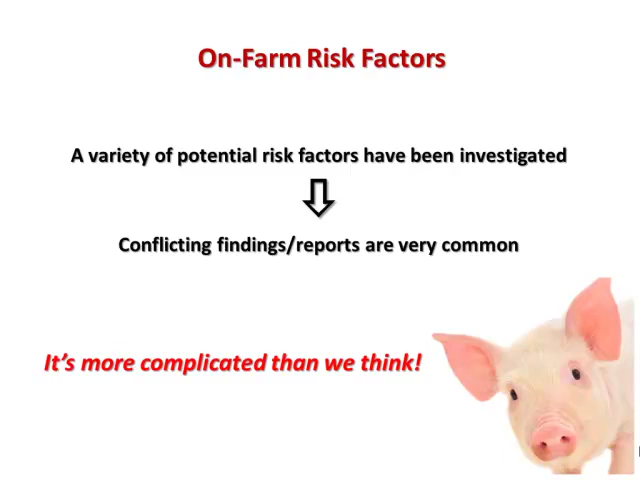 On-Farm Risk Factors
A variety of potential risk factors have been investigated
Conflicting findings/reports are very common
It's more complicated than we think!